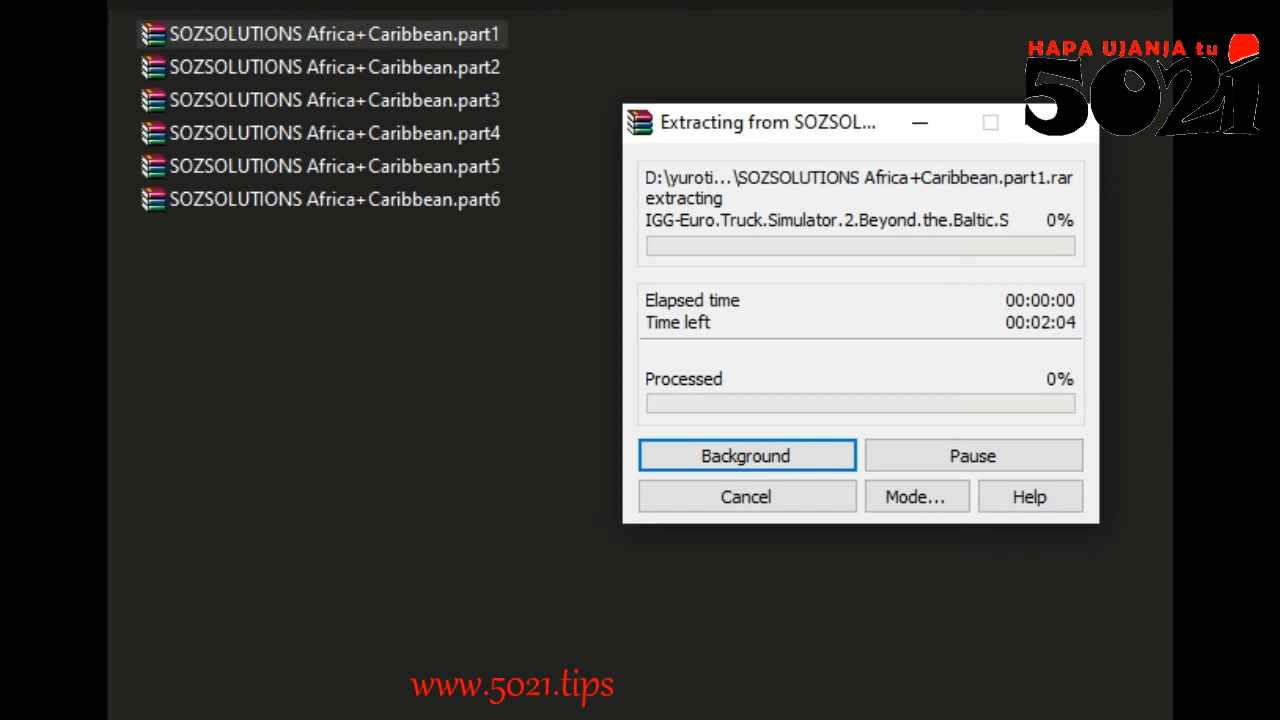 SOZSOLUTIONS Africa+Caribbean.part1
SOZSOLUTIONS Africa+Caribbean.part2
SOZSOLUTIONS Africa+Caribbean.part3
SOZSOLUTIONS Africa+Caribbean.part4
SOZSOLUTIONS Africa+Caribbean.part5
SOZSOLUTIONS Africa+Caribbean.part6
HAPA UJANJA tu
5021
Extracting from SOZSOL...
D:\yuroti...\SOZSOLUTIONS Africa+Caribbean.part1.rar
extracting
IGG-Euro.Truck.Simulator.2.Beyond.the.Baltic.S 0%
Elapsed time 00:00:00
Time left 00:02:04
Processed 0%
Background Pause
Cancel Mode... Help
www.5021.tips